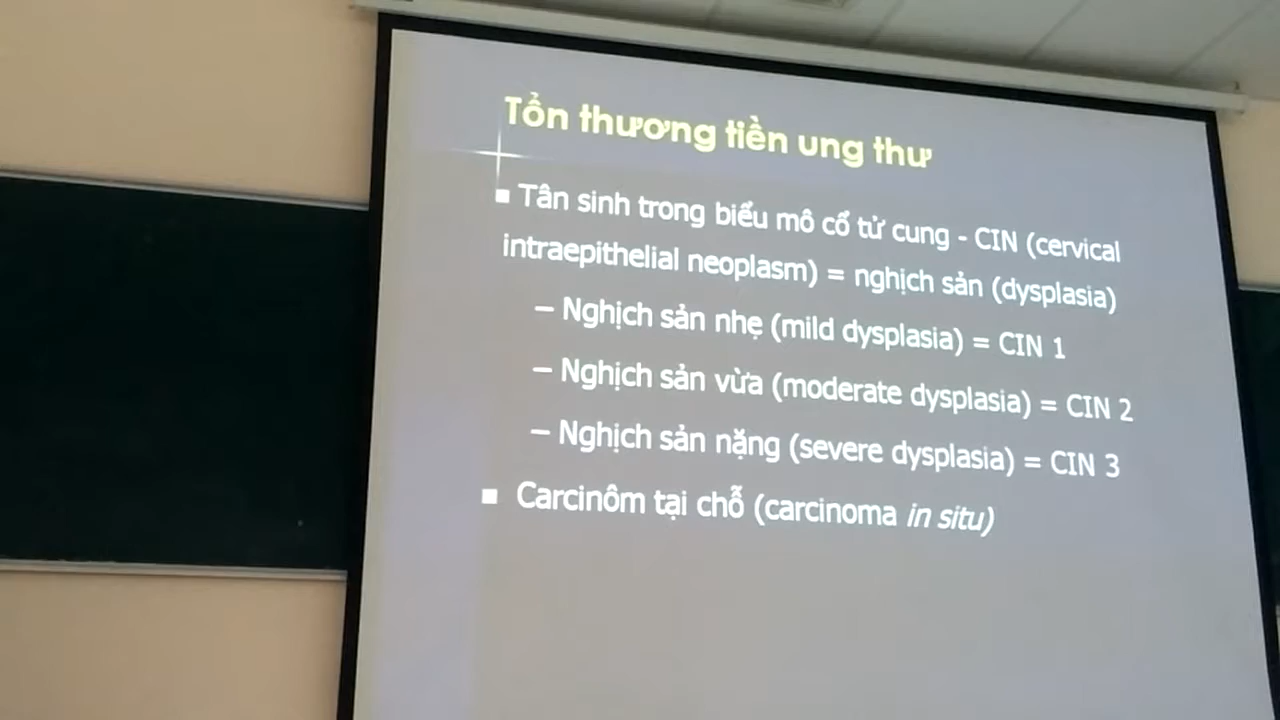 Tổn thương tiền ung thư
▪ Tân sinh trong biểu mô cổ tử cung - CIN (cervical
intraepithelial neoplasm) = nghịch sản (dysplasia)
– Nghịch sản nhẹ (mild dysplasia) = CIN 1
– Nghịch sản vừa (moderate dysplasia) = CIN 2
– Nghịch sản nặng (severe dysplasia) = CIN 3
▪ Carcinôm tại chỗ (carcinoma in situ)